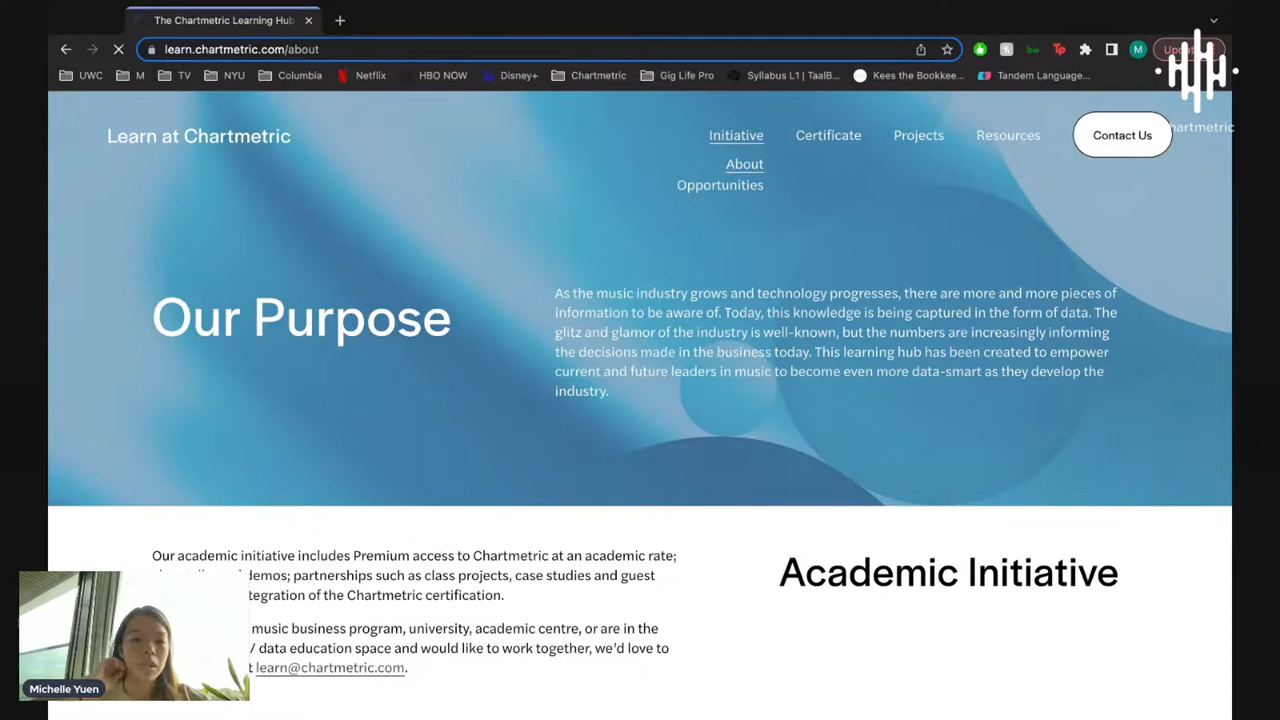 The Chartmetric Learning Hub
learn.chartmetric.com/about
UWC M TV NYU Columbia Netflix HBO NOW Disney+ Chartmetric Gig Life Pro Syllabus L1 | TaalB... Kees the Bookkee... Tandem Language...
Learn at Chartmetric
Initiative Certificate Projects Resources Contact Us
hartmetric
About
Opportunities
Our Purpose
As the music industry grows and technology progresses, there are more and more pieces of
information to be aware of. Today, this knowledge is being captured in the form of data. The
glitz and glamor of the industry is well-known, but the numbers are increasingly informing
the decisions made in the business today. This learning hub has been created to empower
current and future leaders in music to become even more data-smart as they develop the
industry.
Our academic initiative includes Premium access to Chartmetric at an academic rate;
demos; partnerships such as class projects, case studies and guest
tegration of the Chartmetric certification.
music business program, university, academic centre, or are in the
/ data education space and would like to work together, we'd love to
learn@chartmetric.com.
Academic Initiative
Michelle Yuen